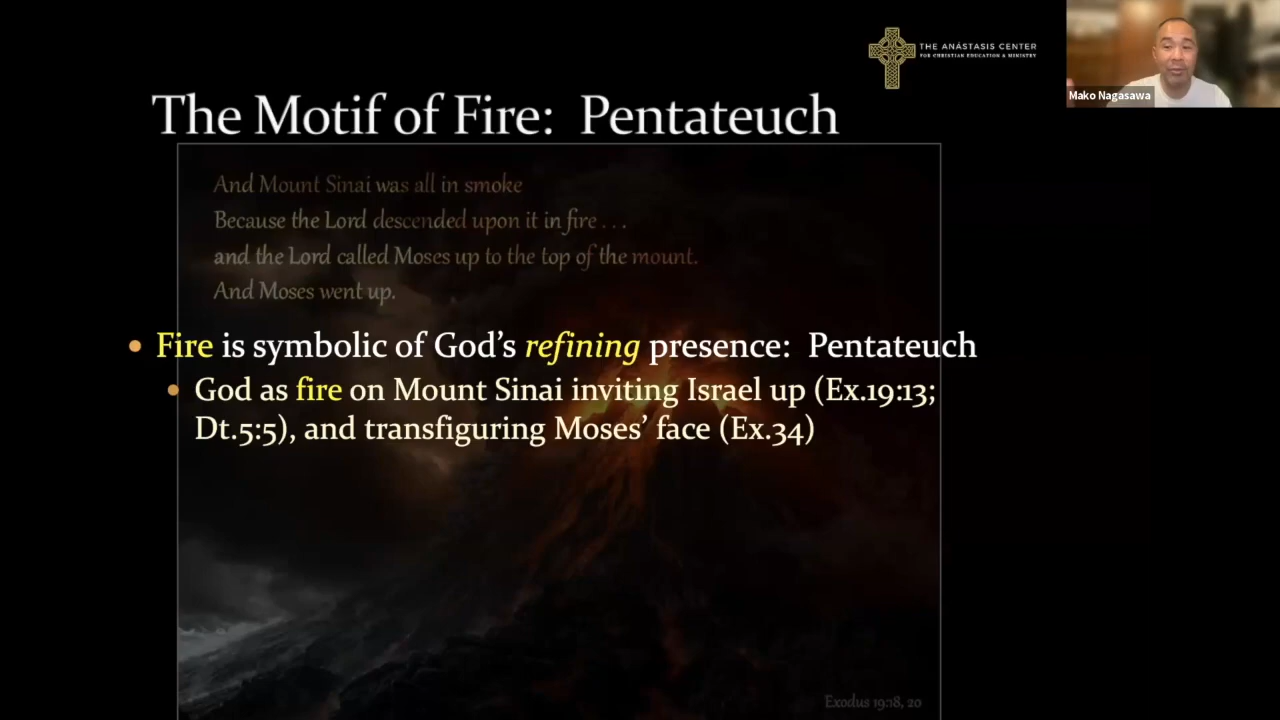 THE ANÁSTASIS CENTER
FOR CHRISTIAN EDUCATION & MINISTRY
Mako Nagasawa
The Motif of Fire: Pentateuch
And Mount Sinai was all in smoke
Because the Lord descended upon it in fire . . .
and the Lord called Moses up to the top of the mount.
And Moses went up.
• Fire is symbolic of God's refining presence: Pentateuch
• God as fire on Mount Sinai inviting Israel up (Ex.19:13;
Dt.5:5), and transfiguring Moses' face (Ex.34)
Exodus 19:18, 20